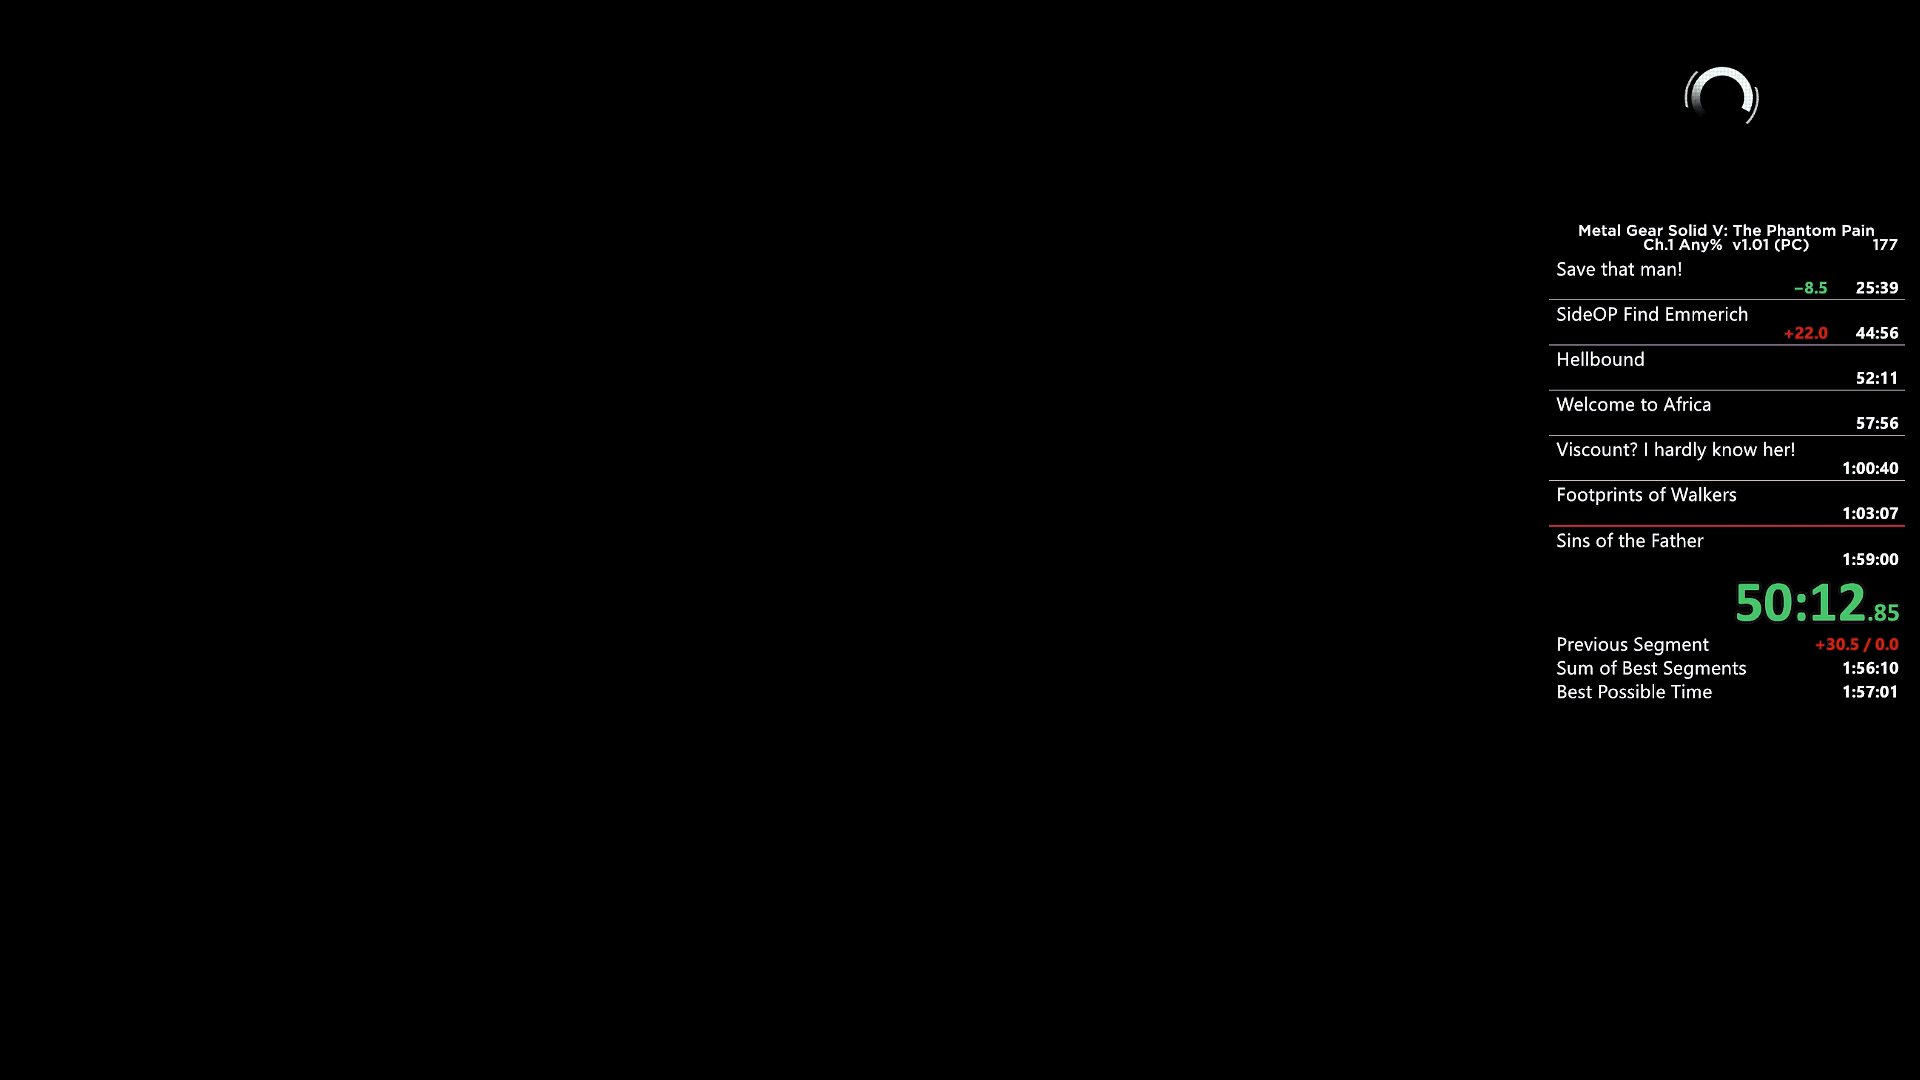 Metal Gear Solid V: The Phantom Pain
Ch.1 Any% v1.01 (PC) 177
Save that man!
−8.5 25:39
SideOP Find Emmerich
+22.0 44:56
Hellbound
52:11
Welcome to Africa
57:56
Viscount? I hardly know her!
1:00:40
Footprints of Walkers
1:03:07
Sins of the Father
1:59:00
50:12.85
Previous Segment +30.5 / 0.0
Sum of Best Segments 1:56:10
Best Possible Time 1:57:01